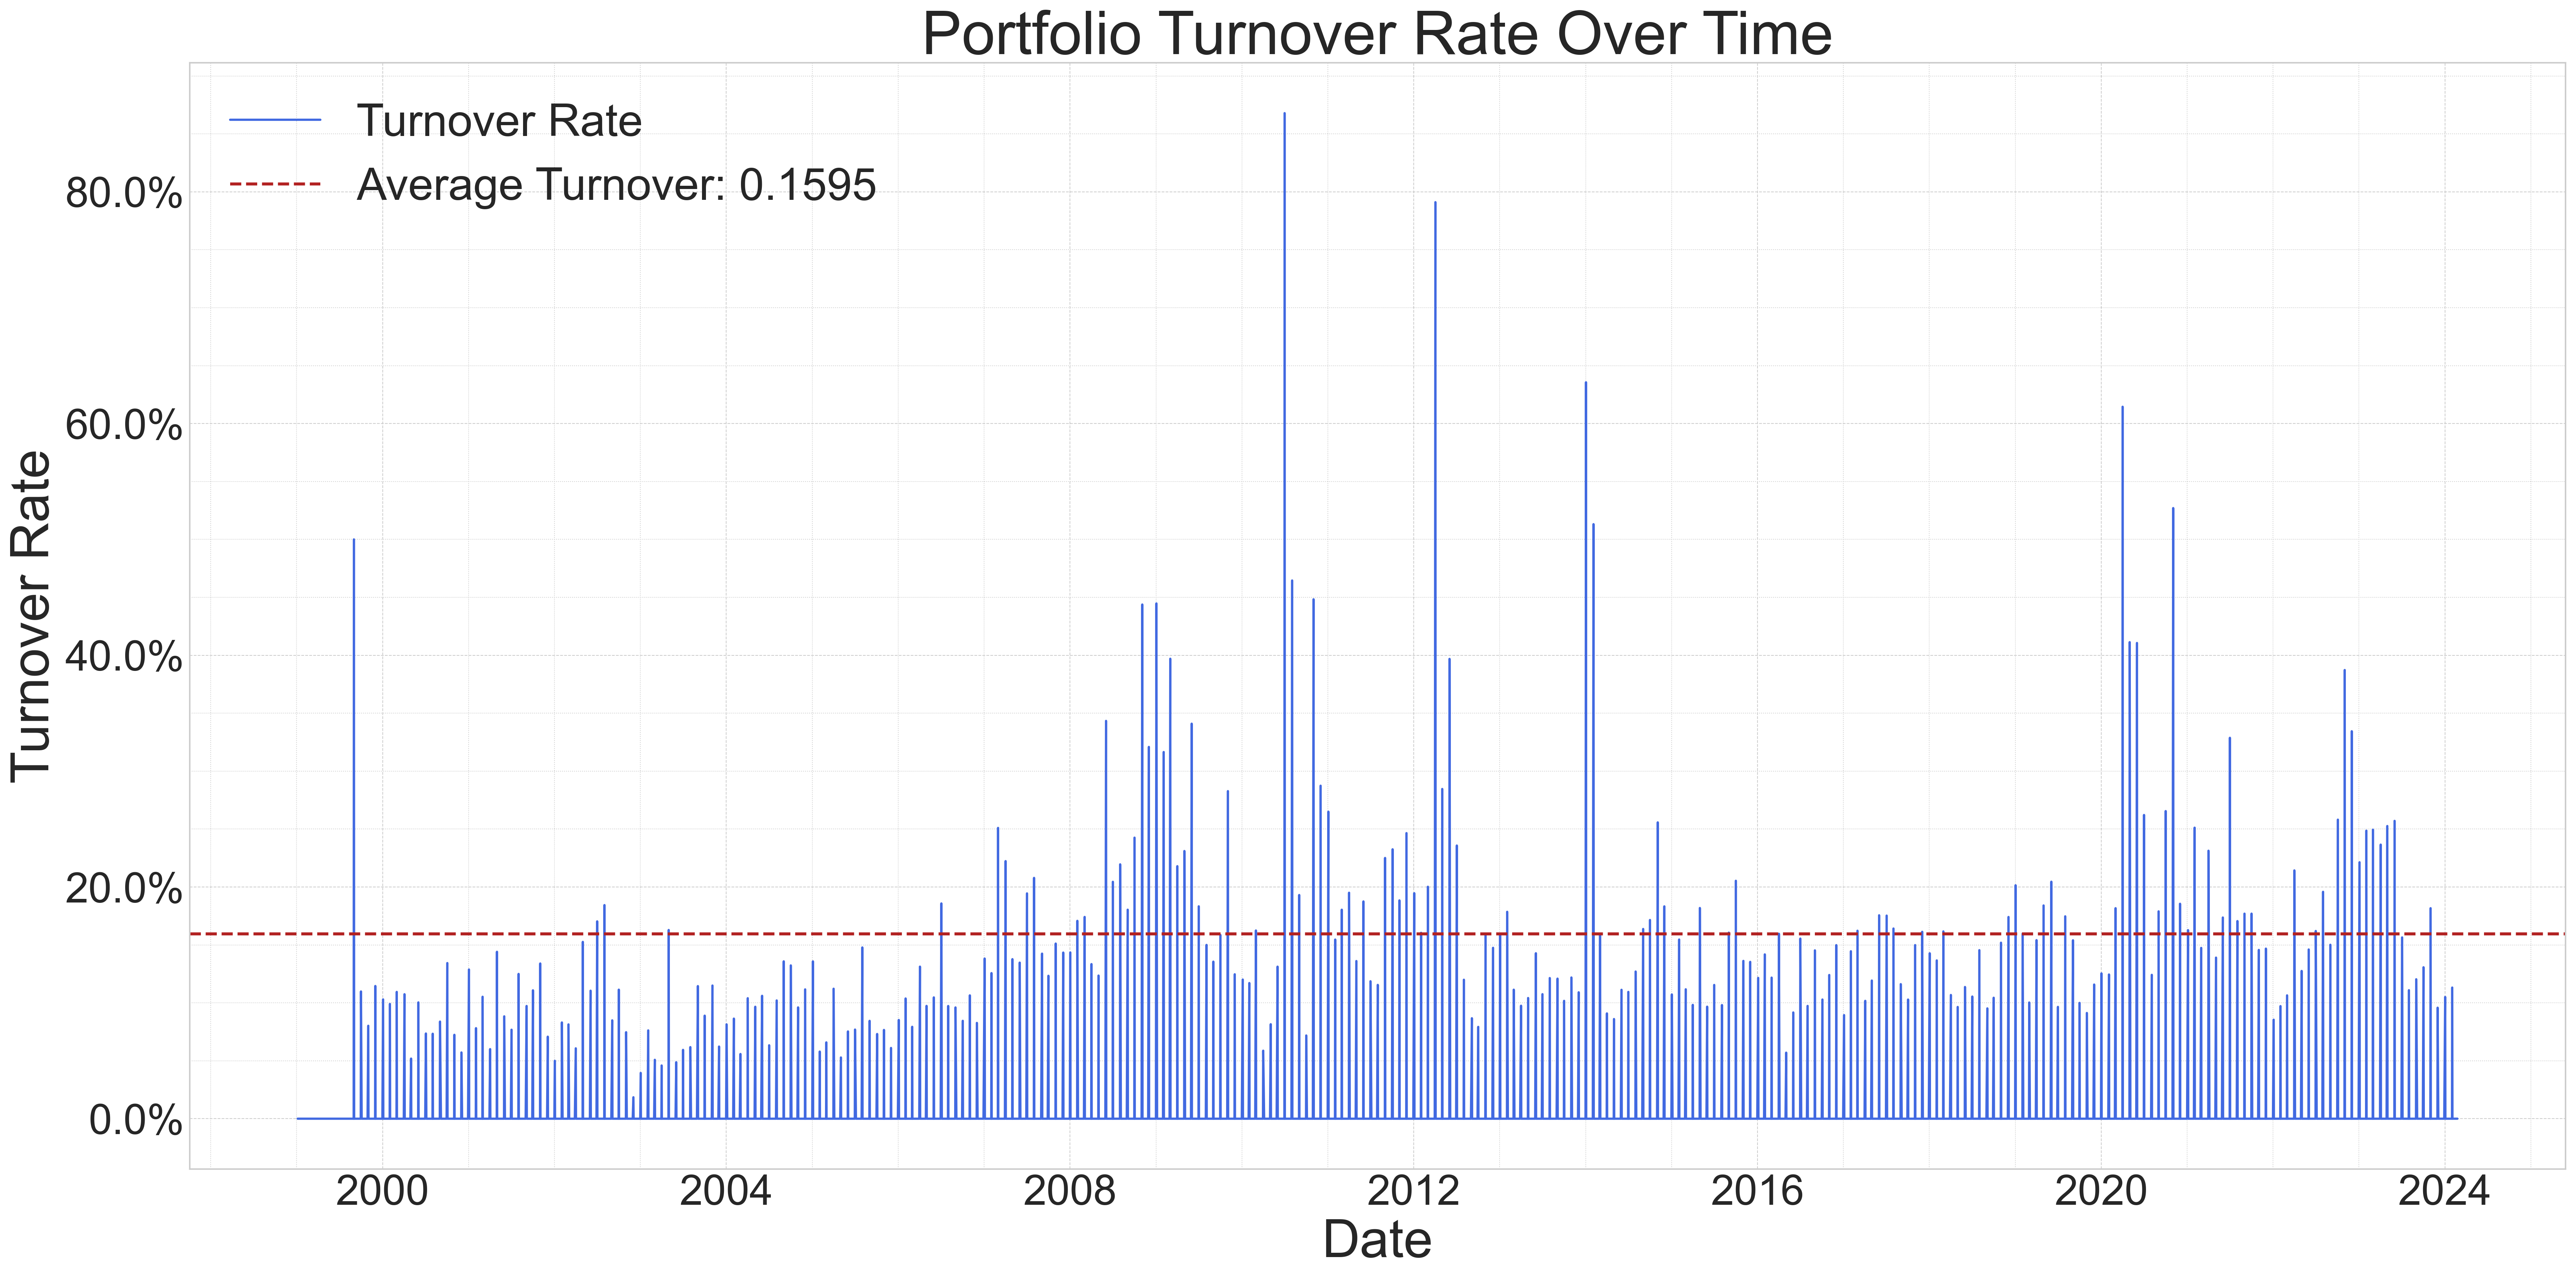 Portfolio Turnover Rate Over Time
Turnover Rate
Average Turnover: 0.1595
Turnover Rate
80.0%
60.0%
40.0%
20.0%
0.0%
2000
2004
2008
2012
2016
2020
2024
Date